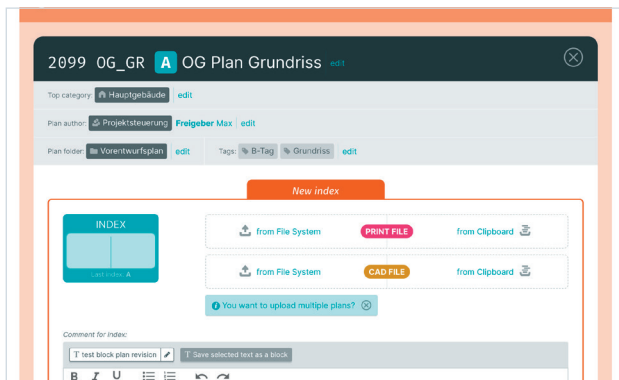 2099 OG_GR A OG Plan Grundriss edit
Top category: Hauptgebäude edit
Plan author: Projektsteuerung Freigeber Max edit
Plan folder: Vorentwurfsplan edit Tags: B-Tag Grundriss edit
New index
INDEX
Last index: A
from File System PRINT FILE from Clipboard
from File System CAD FILE from Clipboard
You want to upload multiple plans?
Comment for index:
T test block plan revision T Save selected text as a block
B I U